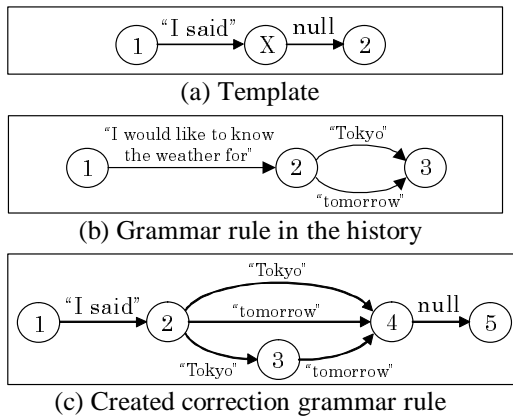 "I said" null
1 X 2
(a) Template
"I would like to know
the weather for"
"Tokyo"
1 2 3
"tomorrow"
(b) Grammar rule in the history
"Tokyo"
"I said" "tomorrow" null
1 2 4 5
"Tokyo" 3 "tomorrow"
(c) Created correction grammar rule